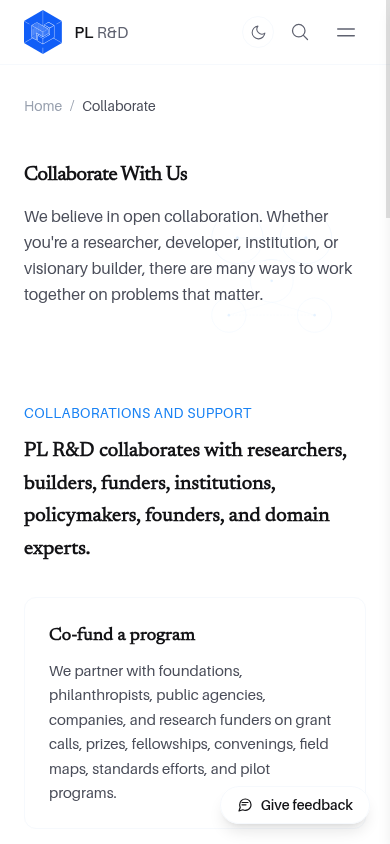 PL R&D
Home / Collaborate
Collaborate With Us
We believe in open collaboration. Whether
you're a researcher, developer, institution, or
visionary builder, there are many ways to work
together on problems that matter.
COLLABORATIONS AND SUPPORT
PL R&D collaborates with researchers,
builders, funders, institutions,
policymakers, founders, and domain
experts.
Co-fund a program
We partner with foundations,
philanthropists, public agencies,
companies, and research funders on grant
calls, prizes, fellowships, convenings, field
maps, standards efforts, and pilot
programs.
Give feedback